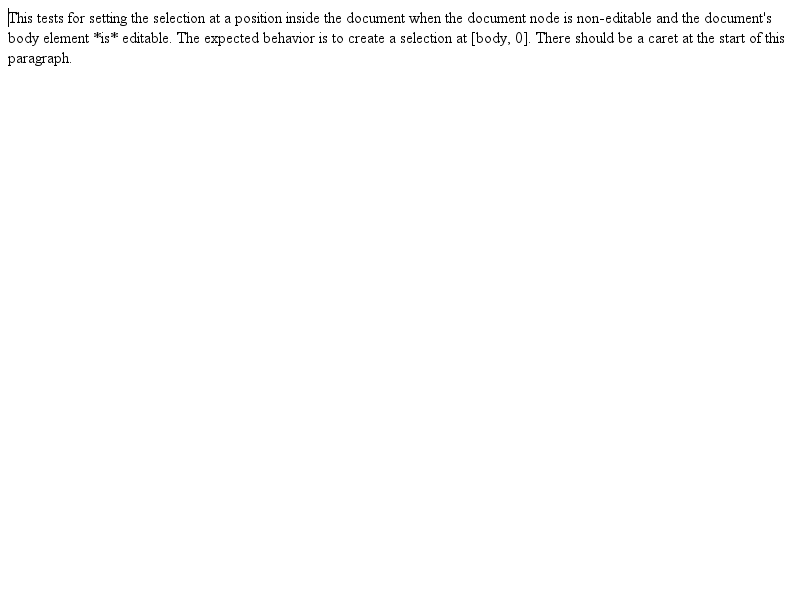 This tests for setting the selection at a position inside the document when the document node is non-editable and the document's
body element *is* editable. The expected behavior is to create a selection at [body, 0]. There should be a caret at the start of this
paragraph.